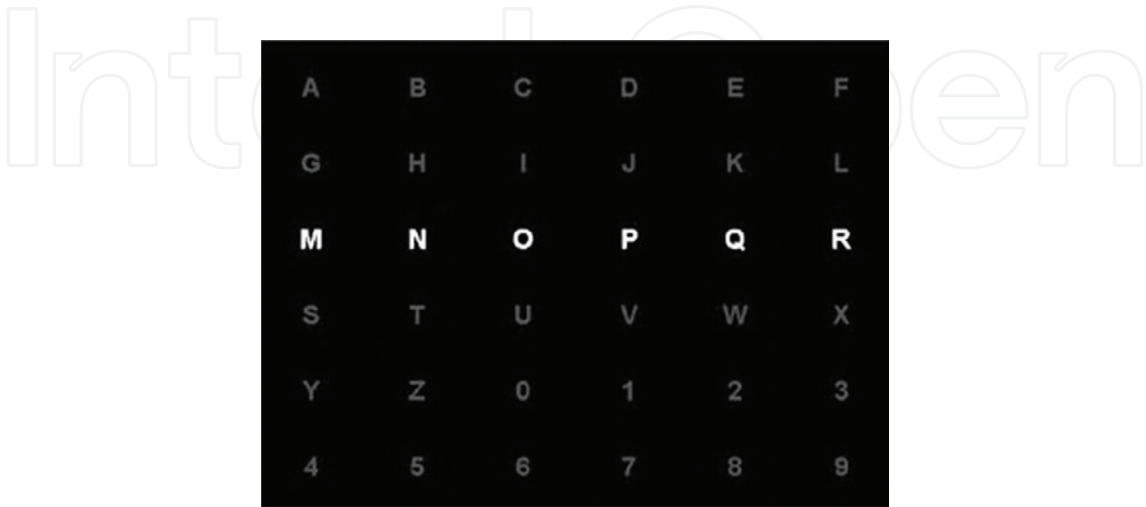 IntechOpen
A B C D E F
G H I J K L
M N O P Q R
S T U V W X
Y Z 0 1 2 3
4 5 6 7 8 9